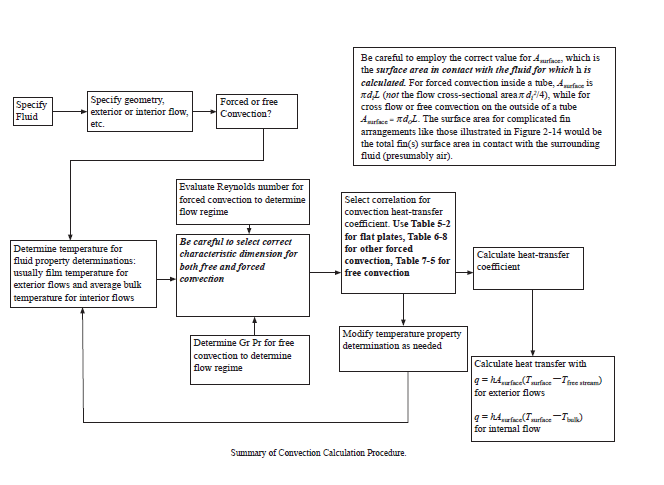 Be careful to employ the correct value for Asurface, which is
the surface area in contact with the fluid for which h is
calculated. For forced convection inside a tube, Asurface is
πdiL (not the flow cross-sectional area π di²/4), while for
cross flow or free convection on the outside of a tube
Asurface = πdoL. The surface area for complicated fin
arrangements like those illustrated in Figure 2-14 would be
the total fin(s) surface area in contact with the surrounding
fluid (presumably air).
Specify
Fluid
Specify geometry,
exterior or interior flow,
etc.
Forced or free
Convection?
Evaluate Reynolds number for
forced convection to determine
flow regime
Determine temperature for
fluid property determinations:
usually film temperature for
exterior flows and average bulk
temperature for interior flows
Be careful to select correct
characteristic dimension for
both free and forced
convection
Determine Gr Pr for free
convection to determine
flow regime
Select correlation for
convection heat-transfer
coefficient. Use Table 5-2
for flat plates, Table 6-8
for other forced
convection, Table 7-5 for
free convection
Calculate heat-transfer
coefficient
Modify temperature property
determination as needed
Calculate heat transfer with
q = hAsurface(Tsurface—Tfree stream)
for exterior flows
q = hAsurface(Tsurface—Tbulk)
for internal flow
Summary of Convection Calculation Procedure.